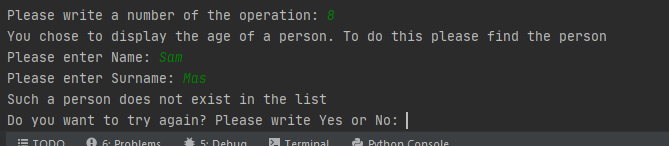 Please write a number of the operation: 8
You chose to display the age of a person. To do this please find the person
Please enter Name: Sam
Please enter Surname: Mas
Such a person does not exist in the list
Do you want to try again? Please write Yes or No:
TODO 6: Problems 5: Debug Terminal Python Console